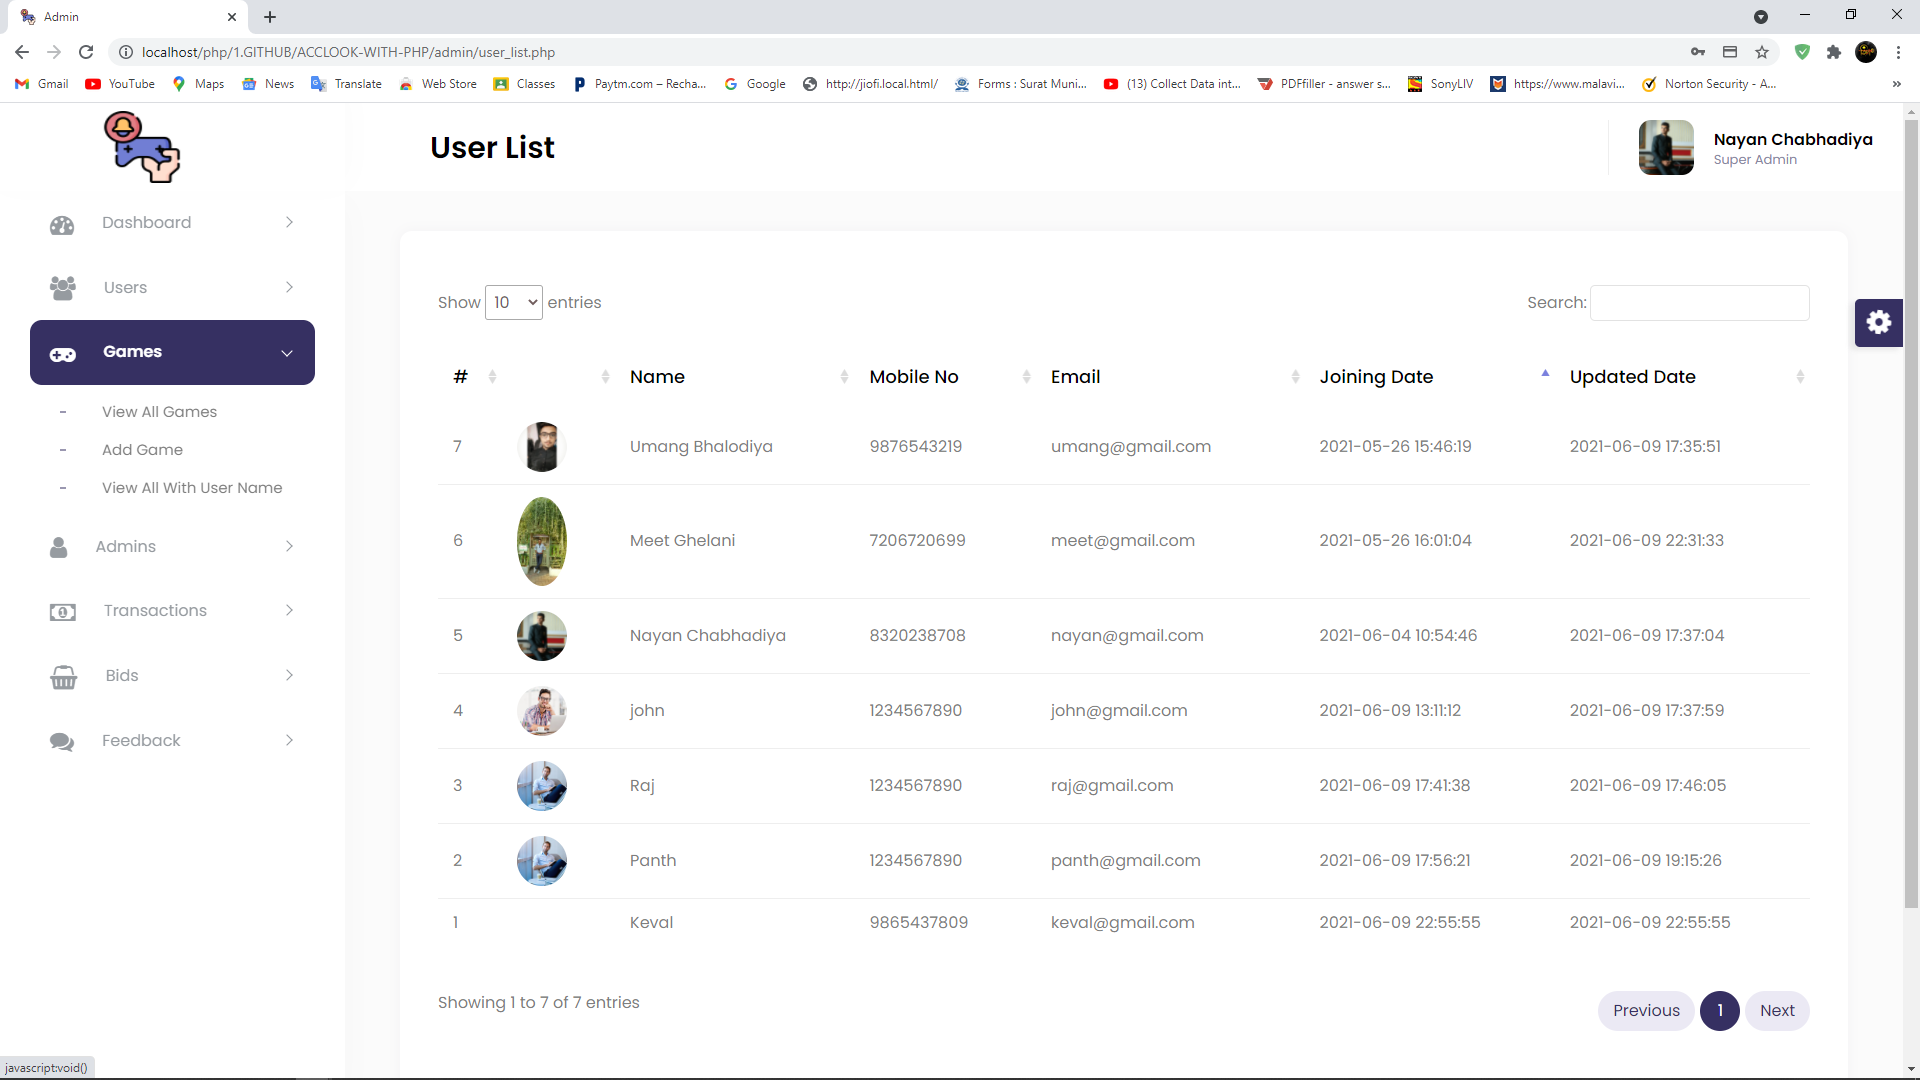 Admin
localhost/php/1.GITHUB/ACCLOOK-WITH-PHP/admin/user_list.php
Gmail YouTube Maps News Translate Web Store Classes Paytm.com – Recha... Google http://jiofi.local.html/ Forms : Surat Muni... (13) Collect Data int... PDFfiller - answer s... SonyLIV https://www.malavi... Norton Security - A... »
User List
Nayan Chabhadiya
Super Admin
Dashboard
Users
Games
- View All Games
- Add Game
- View All With User Name
Admins
Transactions
Bids
Feedback
Show 10 entries
Search:
# Name Mobile No Email Joining Date Updated Date
7 Umang Bhalodiya 9876543219 umang@gmail.com 2021-05-26 15:46:19 2021-06-09 17:35:51
6 Meet Ghelani 7206720699 meet@gmail.com 2021-05-26 16:01:04 2021-06-09 22:31:33
5 Nayan Chabhadiya 8320238708 nayan@gmail.com 2021-06-04 10:54:46 2021-06-09 17:37:04
4 john 1234567890 john@gmail.com 2021-06-09 13:11:12 2021-06-09 17:37:59
3 Raj 1234567890 raj@gmail.com 2021-06-09 17:41:38 2021-06-09 17:46:05
2 Panth 1234567890 panth@gmail.com 2021-06-09 17:56:21 2021-06-09 19:15:26
1 Keval 9865437809 keval@gmail.com 2021-06-09 22:55:55 2021-06-09 22:55:55
Showing 1 to 7 of 7 entries
Previous 1 Next
javascript:void()